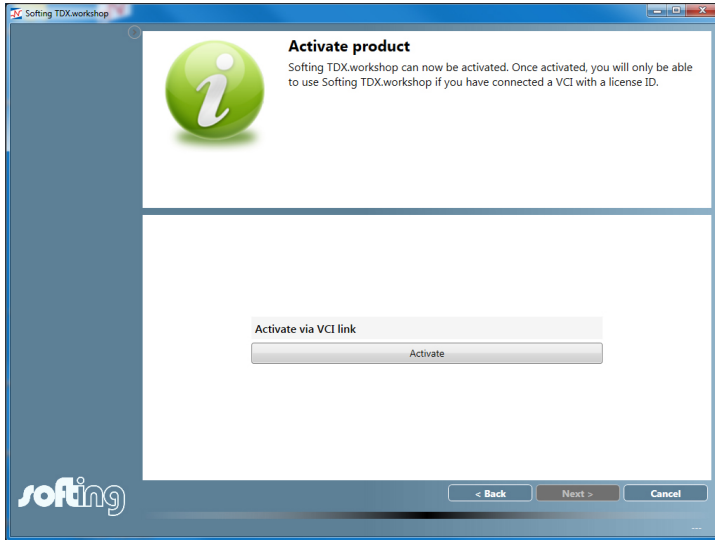 Softing TDX.workshop
Activate product
Softing TDX.workshop can now be activated. Once activated, you will only be able
to use Softing TDX.workshop if you have connected a VCI with a license ID.
Activate via VCI link
Activate
softing
< Back
Next >
Cancel